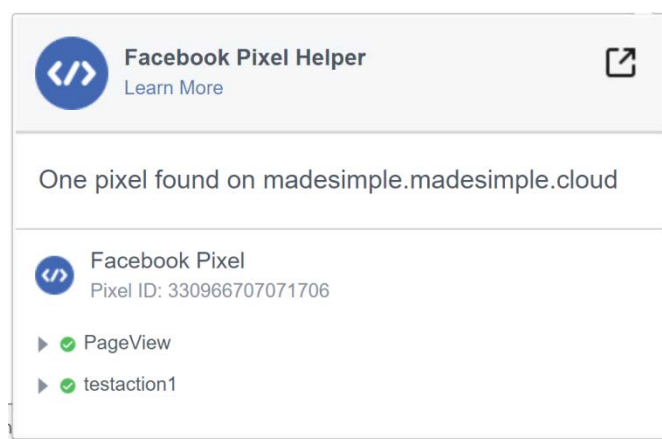 Facebook Pixel Helper
Learn More
One pixel found on madesimple.madesimple.cloud
Facebook Pixel
Pixel ID: 330966707071706
PageView
testaction1